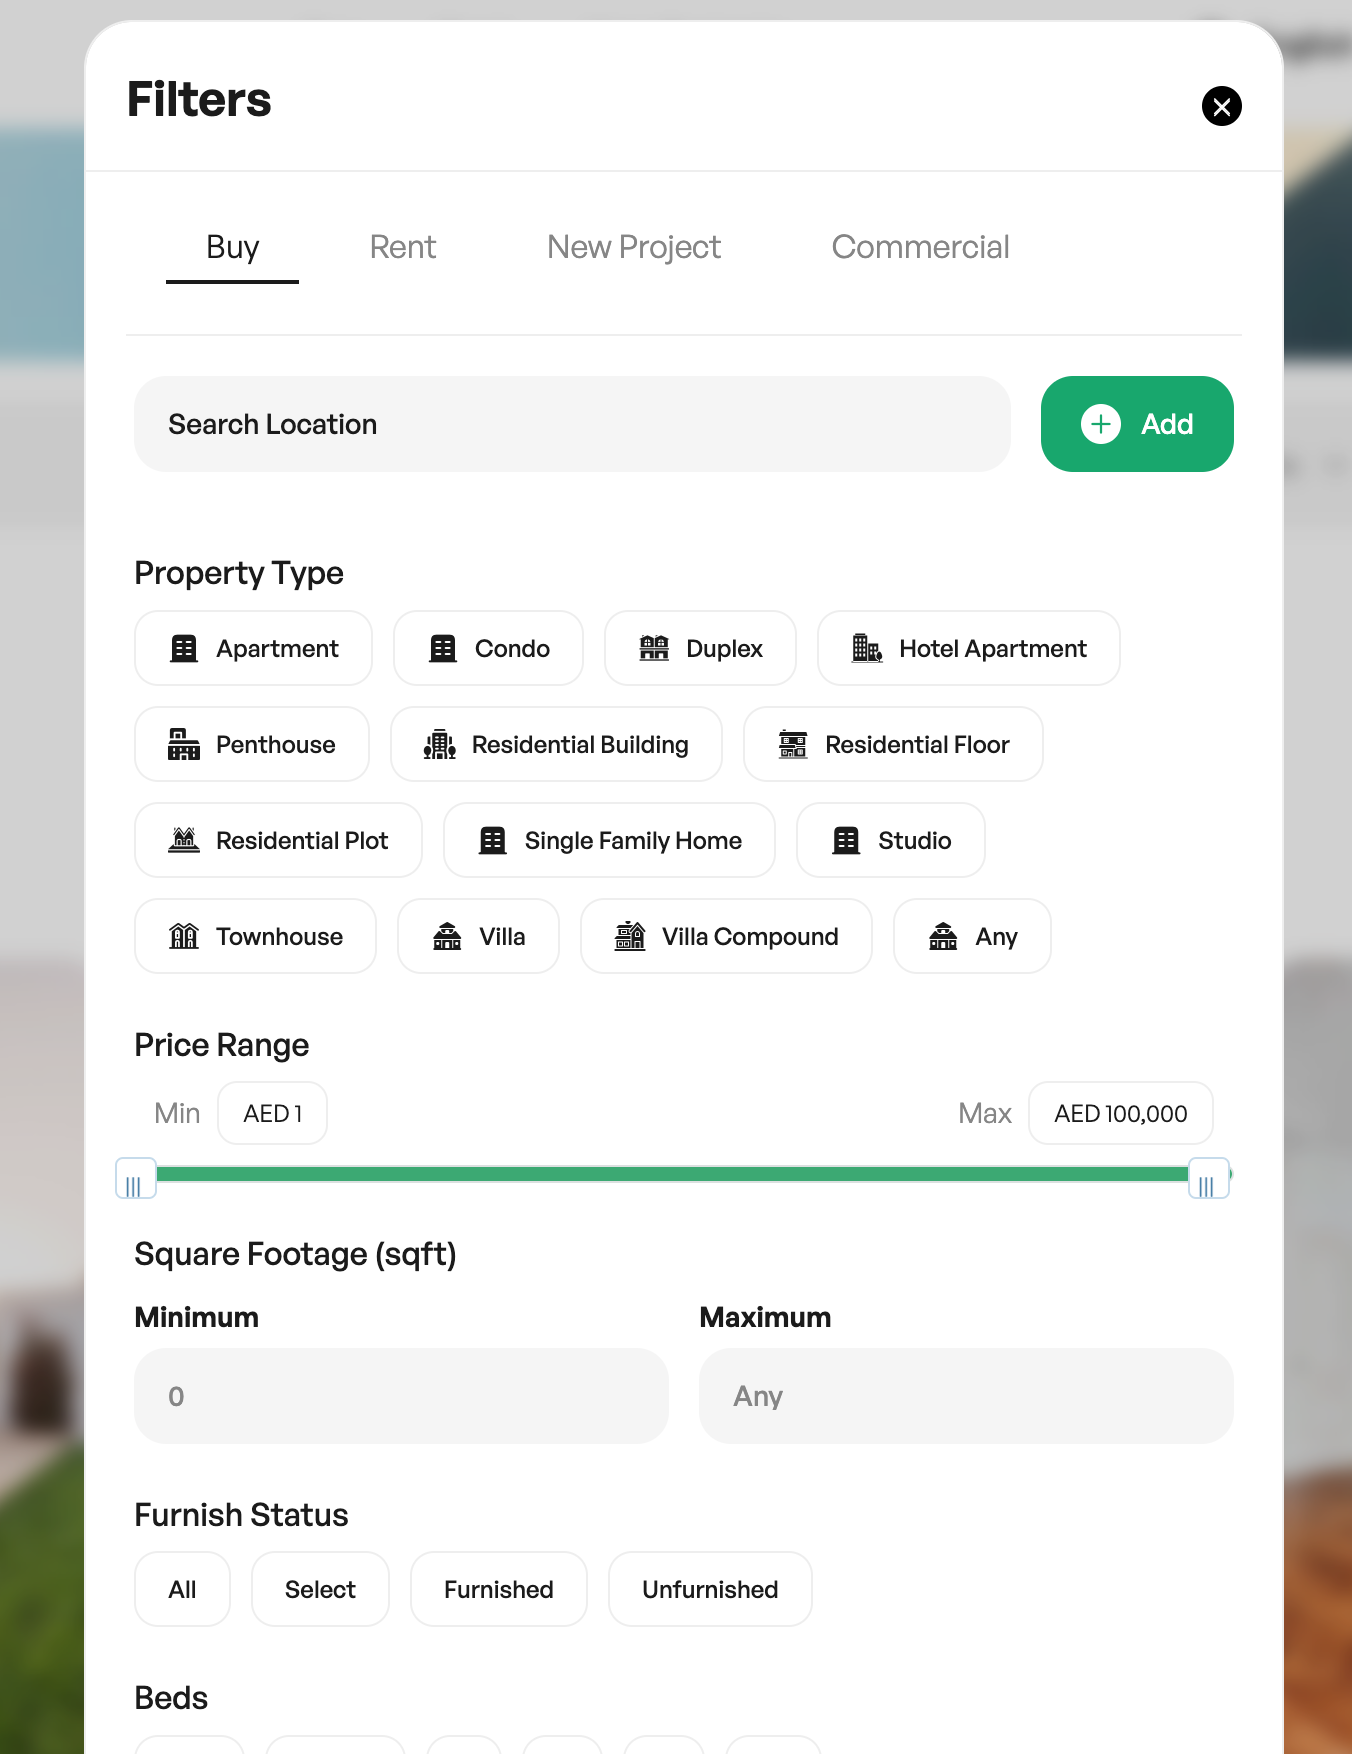 Filters
Buy Rent New Project Commercial
Search Location Add
Property Type
Apartment Condo Duplex Hotel Apartment
Penthouse Residential Building Residential Floor
Residential Plot Single Family Home Studio
Townhouse Villa Villa Compound Any
Price Range
Min AED 1 Max AED 100,000
Square Footage (sqft)
Minimum Maximum
0 Any
Furnish Status
All Select Furnished Unfurnished
Beds